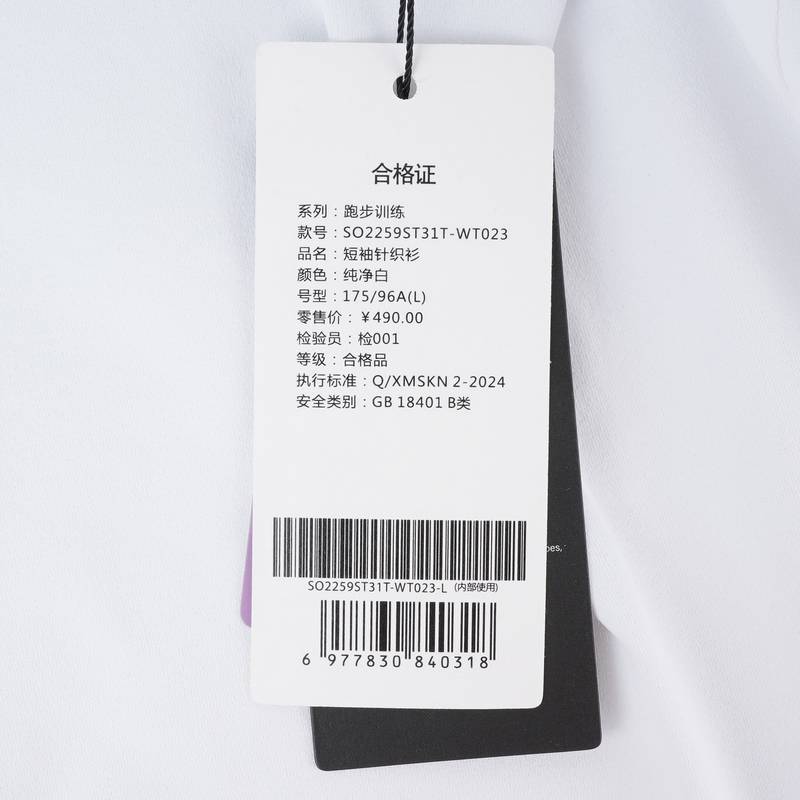 合格证
系列：跑步训练
款号：SO2259ST31T-WT023
品名：短袖针织衫
颜色：纯净白
号型：175/96A(L)
零售价：￥490.00
检验员：检001
等级：合格品
执行标准：Q/XMSKN 2-2024
安全类别：GB 18401 B类
SO2259ST31T-WT023-L (内部使用)
6 977830 840318